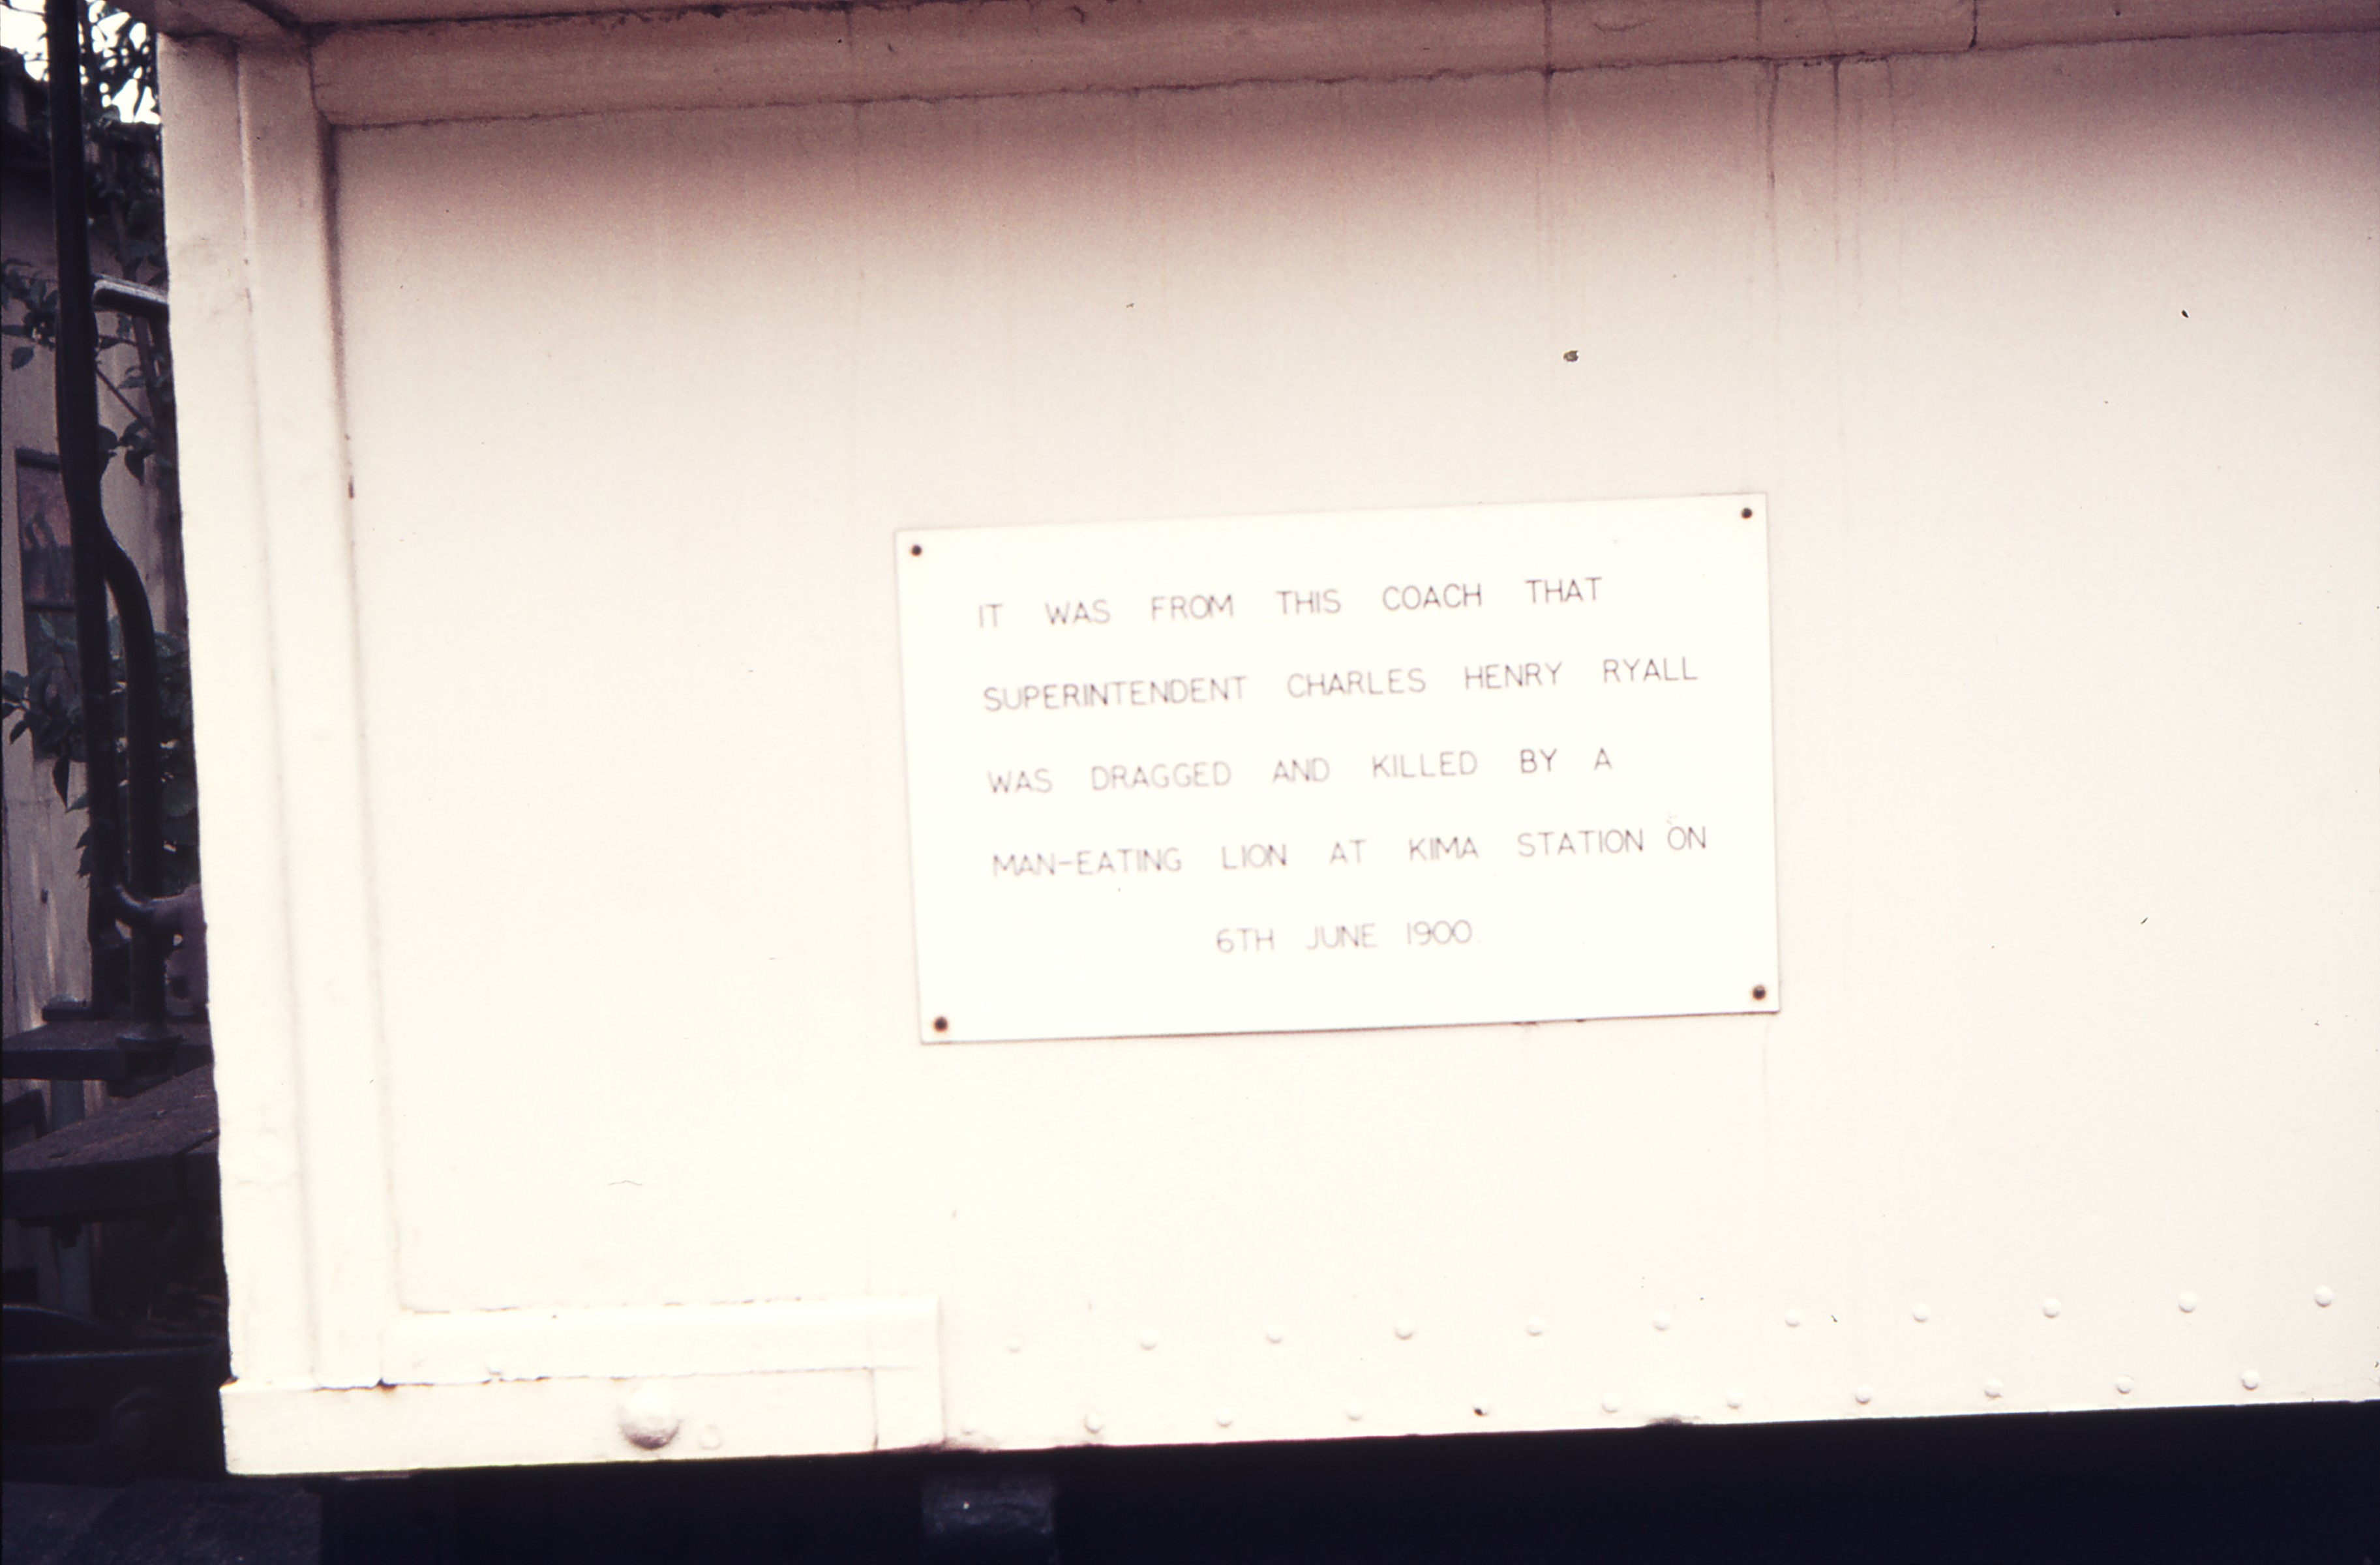 IT WAS FROM THIS COACH THAT
SUPERINTENDENT CHARLES HENRY RYALL
WAS DRAGGED AND KILLED BY A
MAN-EATING LION AT KIMA STATION ON
6TH JUNE 1900.